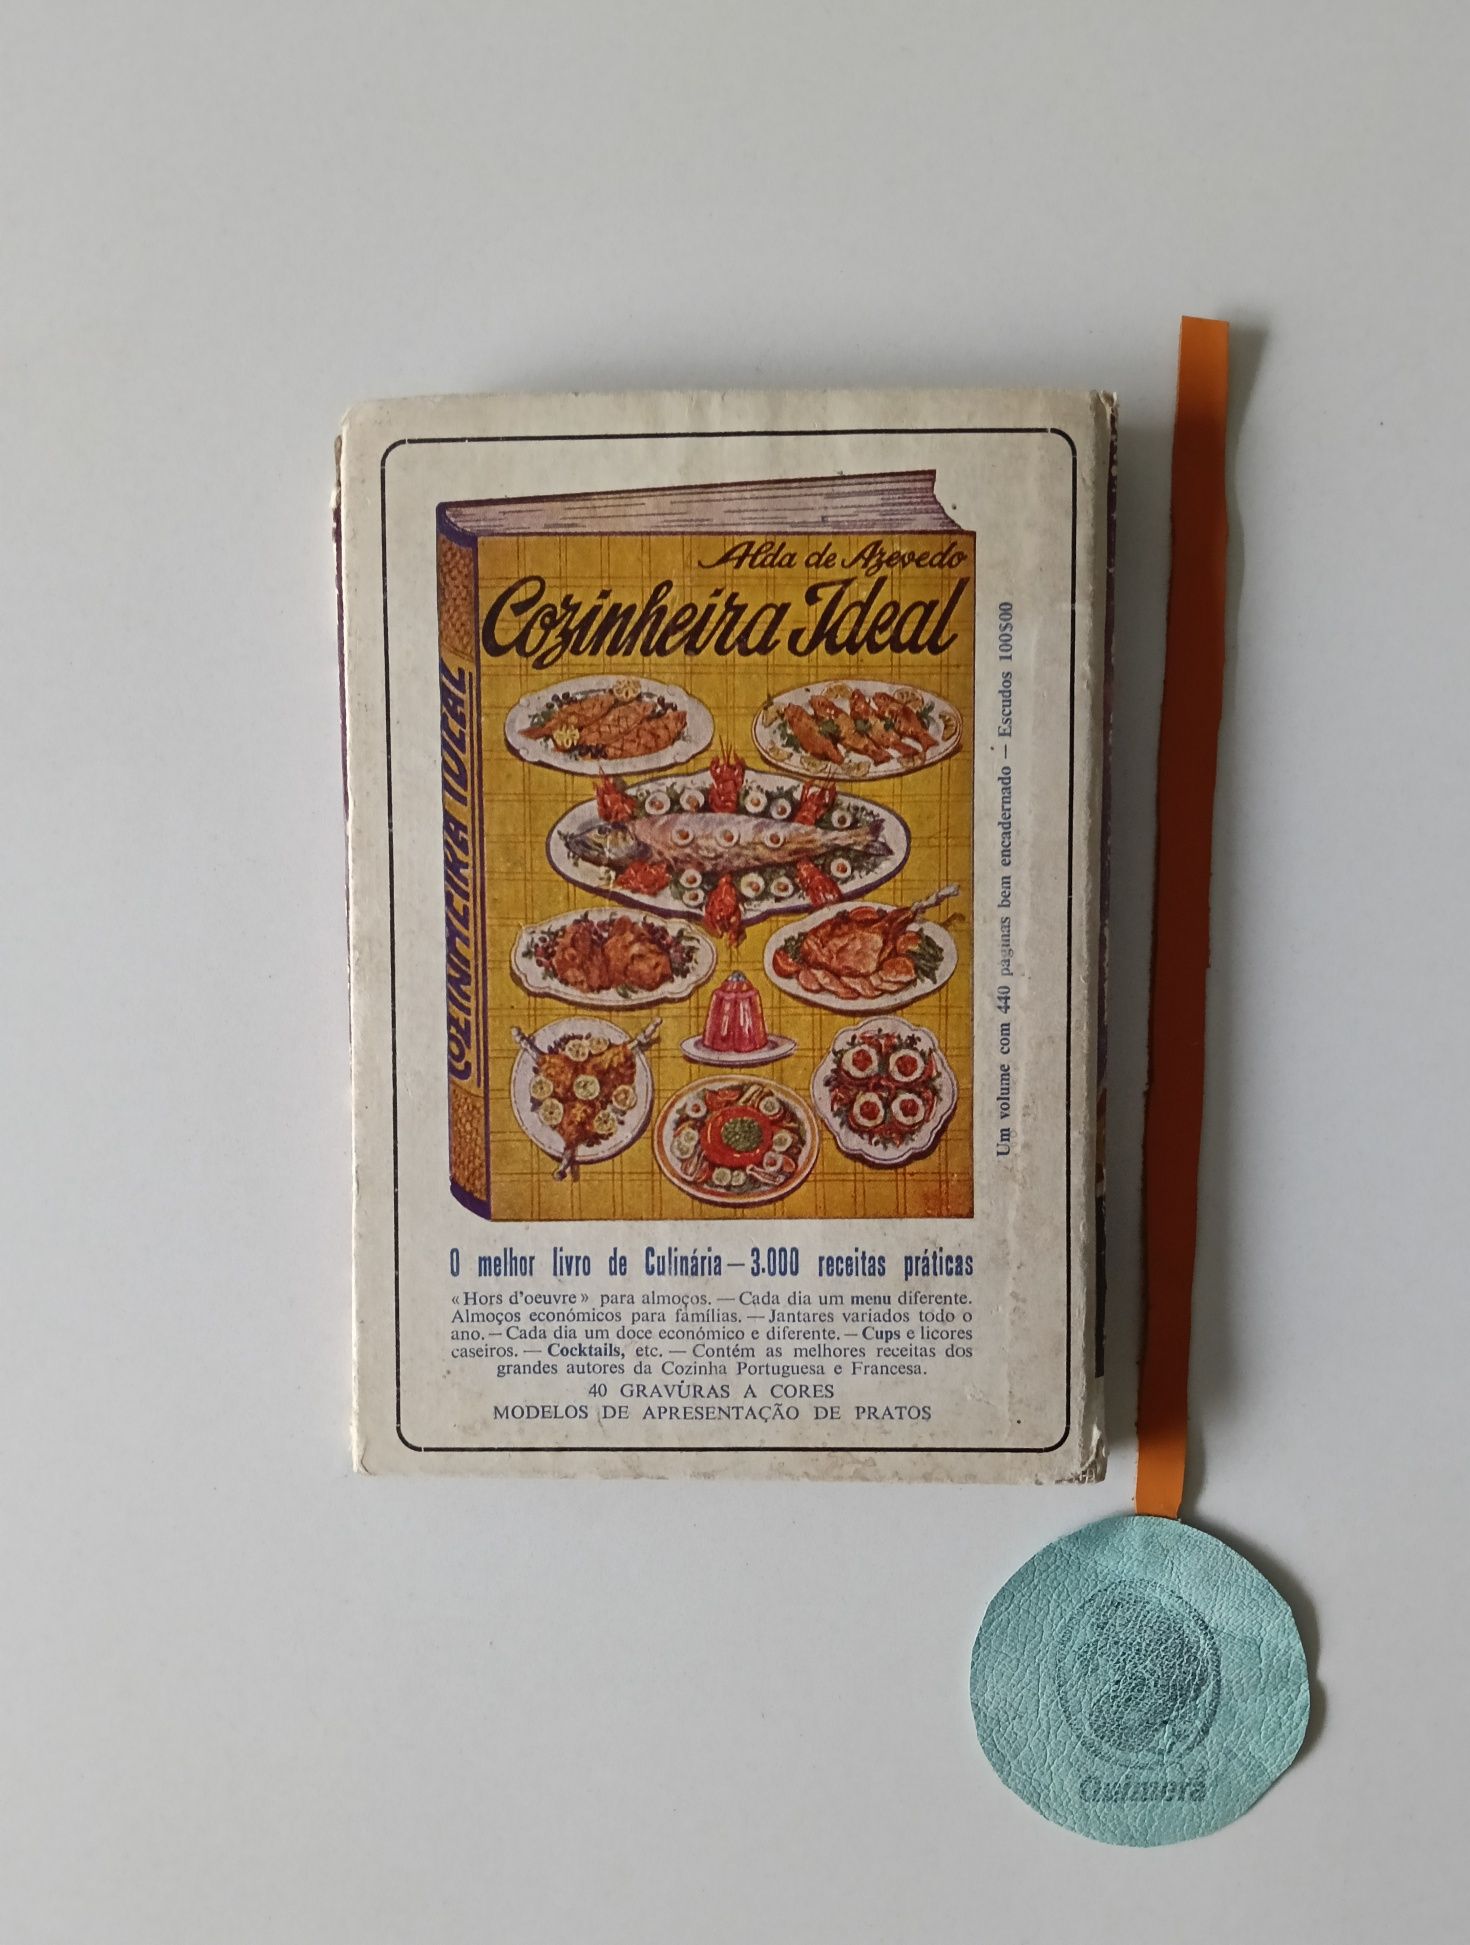 Alda de Azevedo
Cozinheira Ideal
COZINHEIRA IDEAL
Um volume com 440 páginas bem encadernado — Escudos 100$00
O melhor livro de Culinária — 3.000 receitas práticas
«Hors d'oeuvre» para almoços. — Cada dia um menu diferente.
Almoços económicos para famílias. — Jantares variados todo o
ano. — Cada dia um doce económico e diferente. — Cups e licores
caseiros. — Cocktails, etc. — Contém as melhores receitas dos
grandes autores da Cozinha Portuguesa e Francesa.
40 GRAVURAS A CORES
MODELOS DE APRESENTAÇÃO DE PRATOS
Quimera